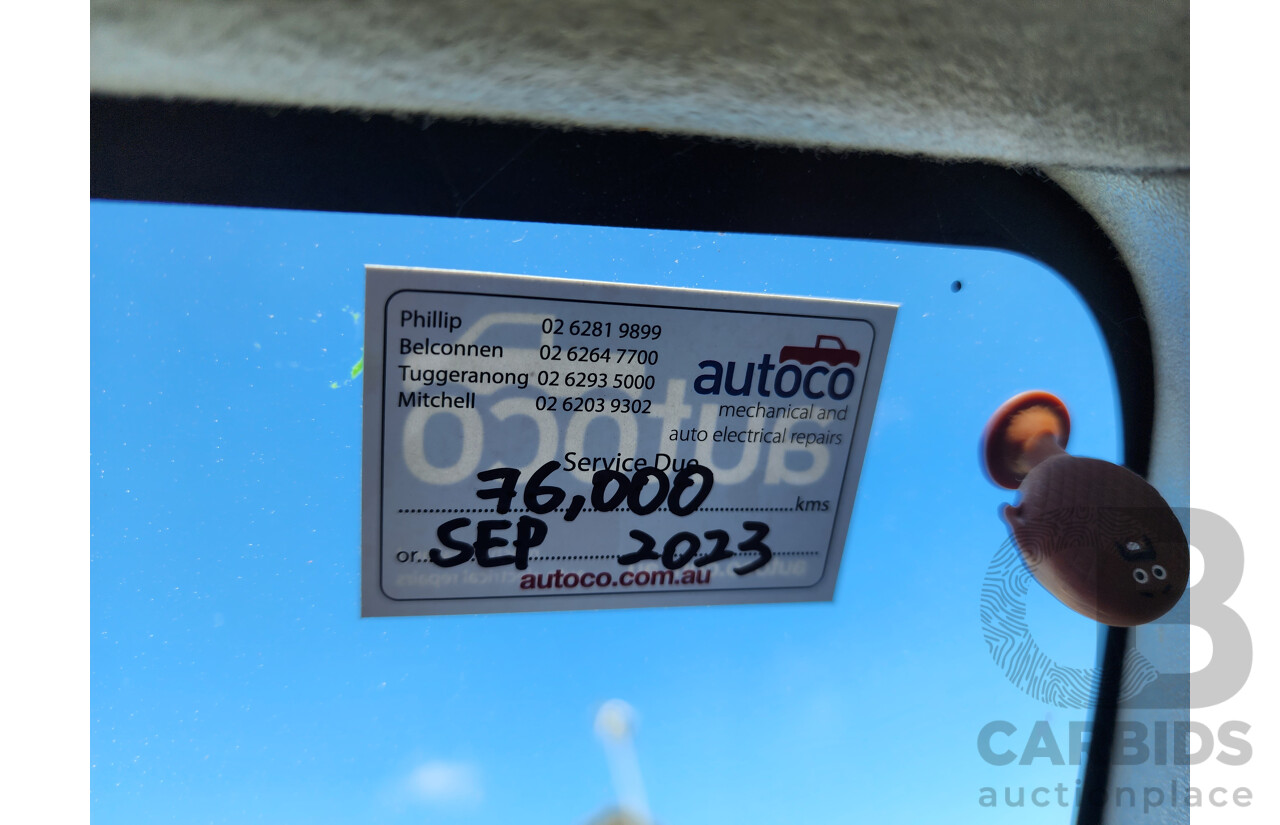 Phillip 02 6281 9899
Belconnen 02 6264 7700
Tuggeranong 02 6293 5000
Mitchell 02 6203 9302
autoco
mechanical and
auto electrical repairs
Service Due
76,000 kms
or SEP 2023
autoco.com.au
CB
CARBIDS
auctionplace